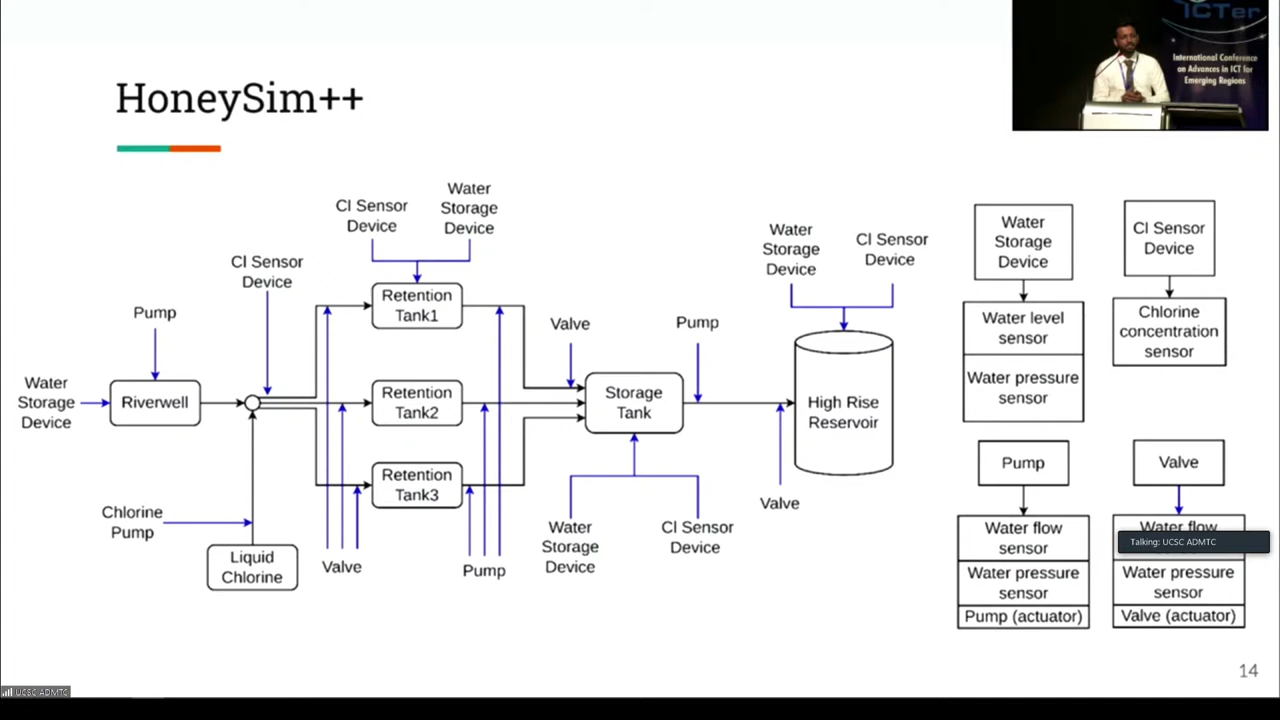 ICTer
International Conference
on Advances in ICT for
Emerging Regions
HoneySim++
Water
Storage
Device
Pump
Riverwell
Chlorine
Pump
Liquid
Chlorine
Cl Sensor
Device
Cl Sensor
Device
Water
Storage
Device
Retention
Tank1
Retention
Tank2
Retention
Tank3
Valve
Pump
Valve
Storage
Tank
Water
Storage
Device
Cl Sensor
Device
Pump
Valve
Water
Storage
Device
Cl Sensor
Device
High Rise
Reservoir
Water
Storage
Device
Water level
sensor
Water pressure
sensor
Cl Sensor
Device
Chlorine
concentration
sensor
Pump
Water flow
sensor
Water pressure
sensor
Pump (actuator)
Valve
Water flow
Talking: UCSC ADMTC
Water pressure
sensor
Valve (actuator)
14
UCSC ADMTC